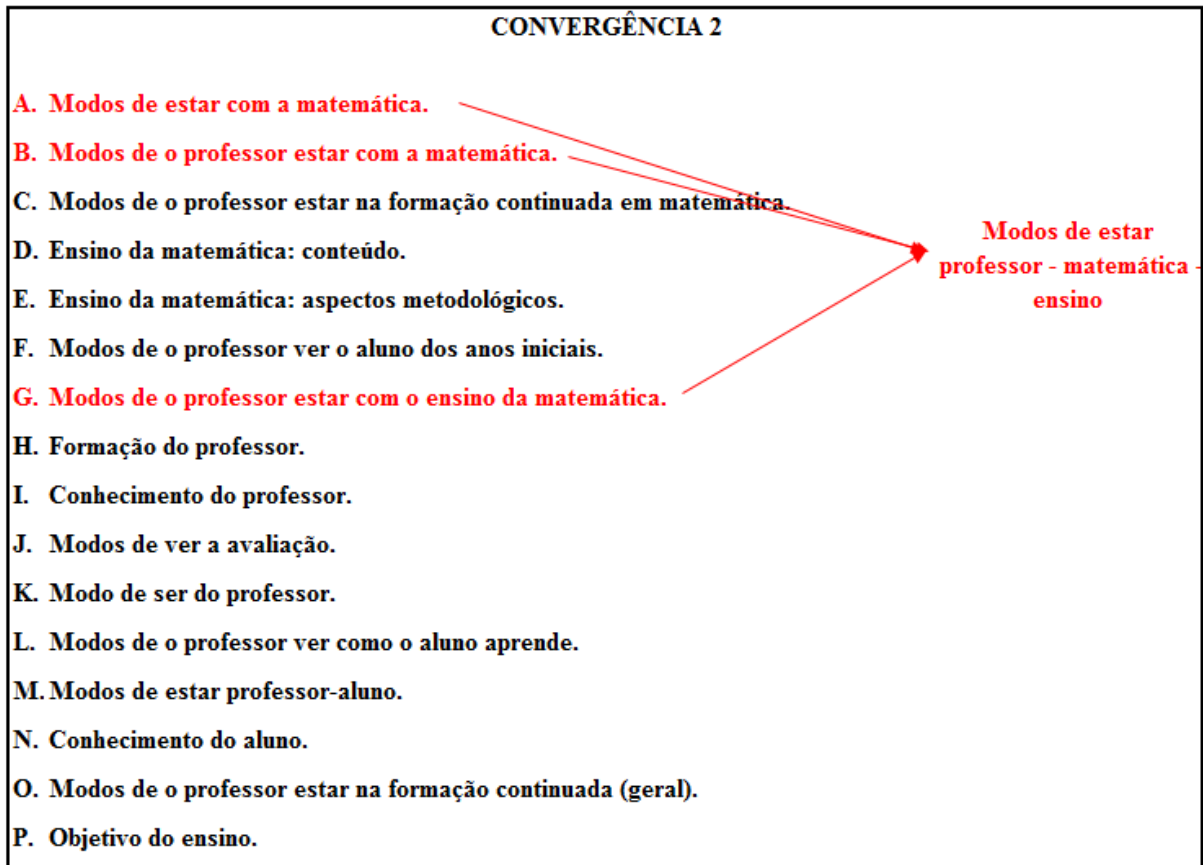 CONVERGÊNCIA 2
A. Modos de estar com a matemática.
B. Modos de o professor estar com a matemática.
C. Modos de o professor estar na formação continuada em matemática.
D. Ensino da matemática: conteúdo.
E. Ensino da matemática: aspectos metodológicos.
F. Modos de o professor ver o aluno dos anos iniciais.
G. Modos de o professor estar com o ensino da matemática.
H. Formação do professor.
I. Conhecimento do professor.
J. Modos de ver a avaliação.
K. Modo de ser do professor.
L. Modos de o professor ver como o aluno aprende.
M. Modos de estar professor-aluno.
N. Conhecimento do aluno.
O. Modos de o professor estar na formação continuada (geral).
P. Objetivo do ensino.
Modos de estar
professor - matemática -
ensino